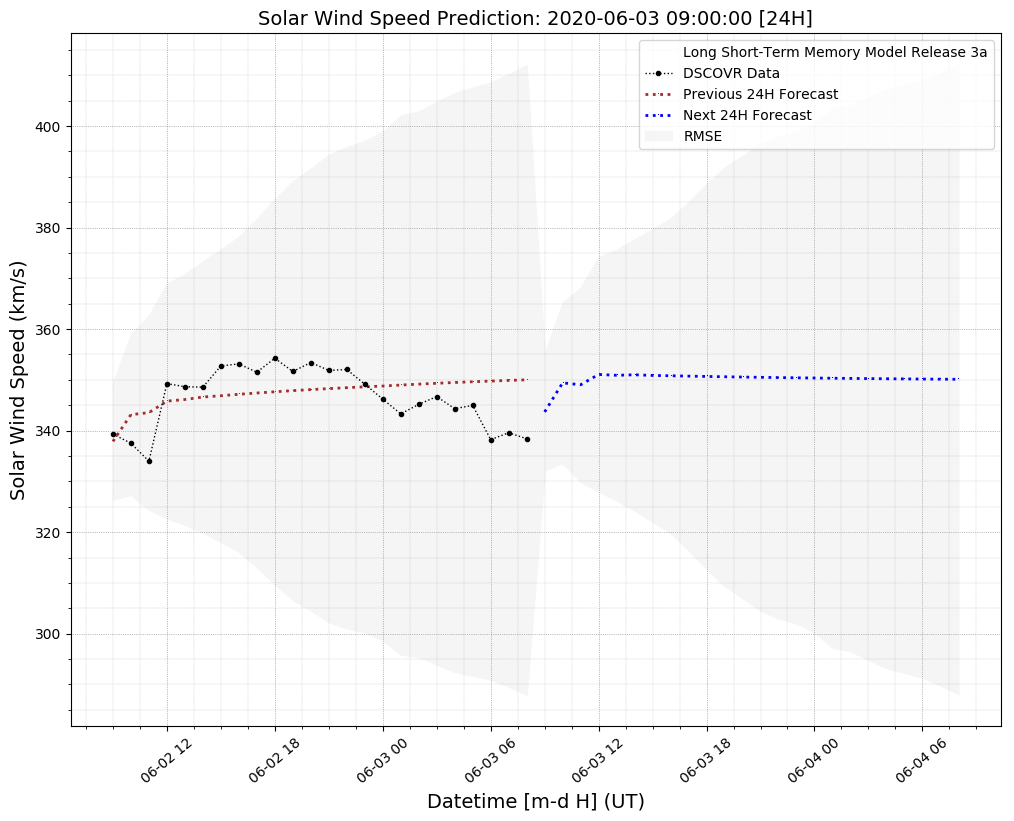 Solar Wind Speed Prediction: 2020-06-03 09:00:00 [24H]
Long Short-Term Memory Model Release 3a
DSCOVR Data
Previous 24H Forecast
Next 24H Forecast
RMSE
Solar Wind Speed (km/s)
400
380
360
340
320
300
06-02 12
06-02 18
06-03 00
06-03 06
06-03 12
06-03 18
06-04 00
06-04 06
Datetime [m-d H] (UT)